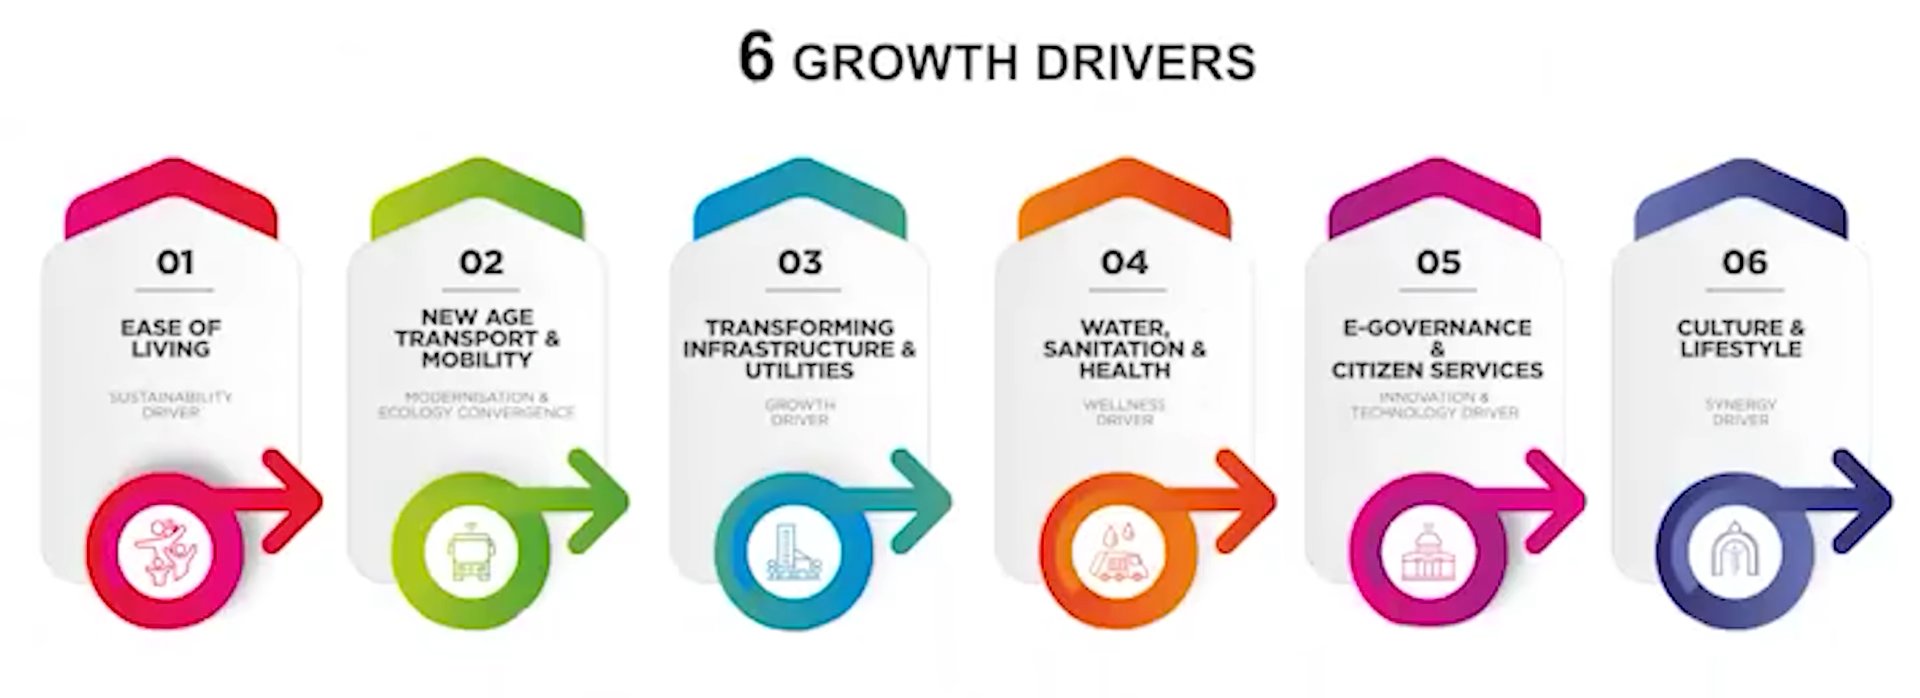 6 GROWTH DRIVERS
01
EASE OF
LIVING
SUSTAINABILITY
DRIVER
02
NEW AGE
TRANSPORT &
MOBILITY
MODERNISATION &
ECOLOGY CONVERGENCE
03
TRANSFORMING
INFRASTRUCTURE &
UTILITIES
GROWTH
DRIVER
04
WATER,
SANITATION &
HEALTH
WELLNESS
DRIVER
05
E-GOVERNANCE
&
CITIZEN SERVICES
INNOVATION &
TECHNOLOGY DRIVER
06
CULTURE &
LIFESTYLE
SYNERGY
DRIVER